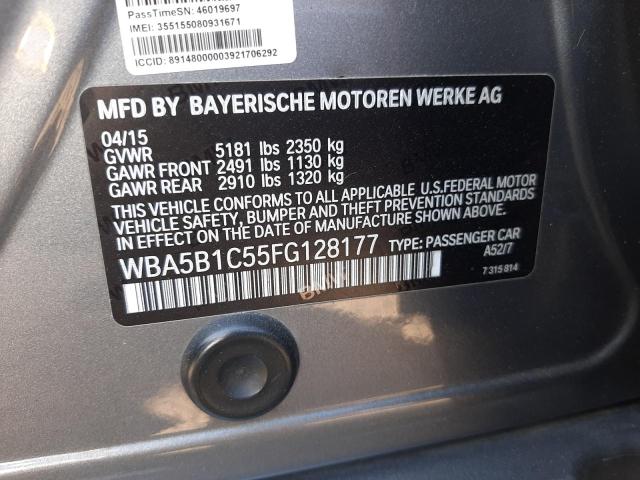 PassTimeSN: 46019697
IMEI: 355155080931671
ICCID: 89148000003921706292
MFD BY BAYERISCHE MOTOREN WERKE AG
04/15
GVWR 5181 lbs 2350 kg
GAWR FRONT 2491 lbs 1130 kg
GAWR REAR 2910 lbs 1320 kg
THIS VEHICLE CONFORMS TO ALL APPLICABLE U.S.FEDERAL MOTOR
VEHICLE SAFETY, BUMPER AND THEFT PREVENTION STANDARDS
IN EFFECT ON THE DATE OF MANUFACTURE SHOWN ABOVE.
WBA5B1C55FG128177 TYPE: PASSENGER CAR
A52/7
7 315 814